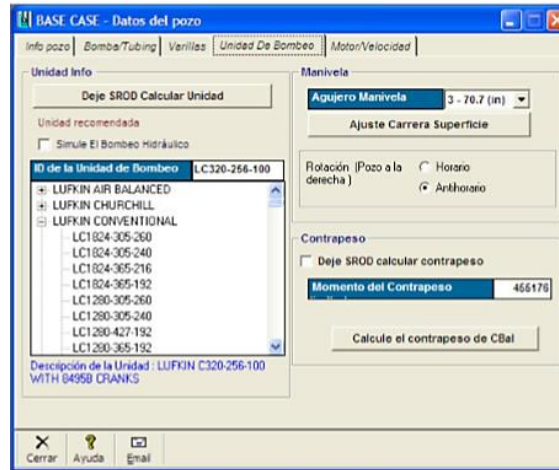 BASE CASE - Datos del pozo
Info pozo
Bomba/Tubing
Varillas
Unidad De Bombeo
Motor/Velocidad
Unidad Info
Deje SROD Calcular Unidad
Unidad recomendada
Simule El Bombeo Hidráulico
ID de la Unidad de Bombeo LC320-256-100
LUFKIN AIR BALANCED
LUFKIN CHURCHILL
LUFKIN CONVENTIONAL
LC1824-305-260
LC1824-305-240
LC1824-365-216
LC1824-365-192
LC1280-305-260
LC1280-305-240
LC1280-427-192
LC1280-365-192
Descripción de la Unidad : LUFKIN C320-256-100
WITH 8495B CRANKS
Manivela
Agujero Manivela 3 - 70.7 (in)
Ajuste Carrera Superficie
Rotación (Pozo a la
derecha )
Horario
Antihorario
Contrapeso
Deje SROD calcular contrapeso
Momento del Contrapeso 455176
Calcule el contrapeso de CBal
Cerrar
Ayuda
Email